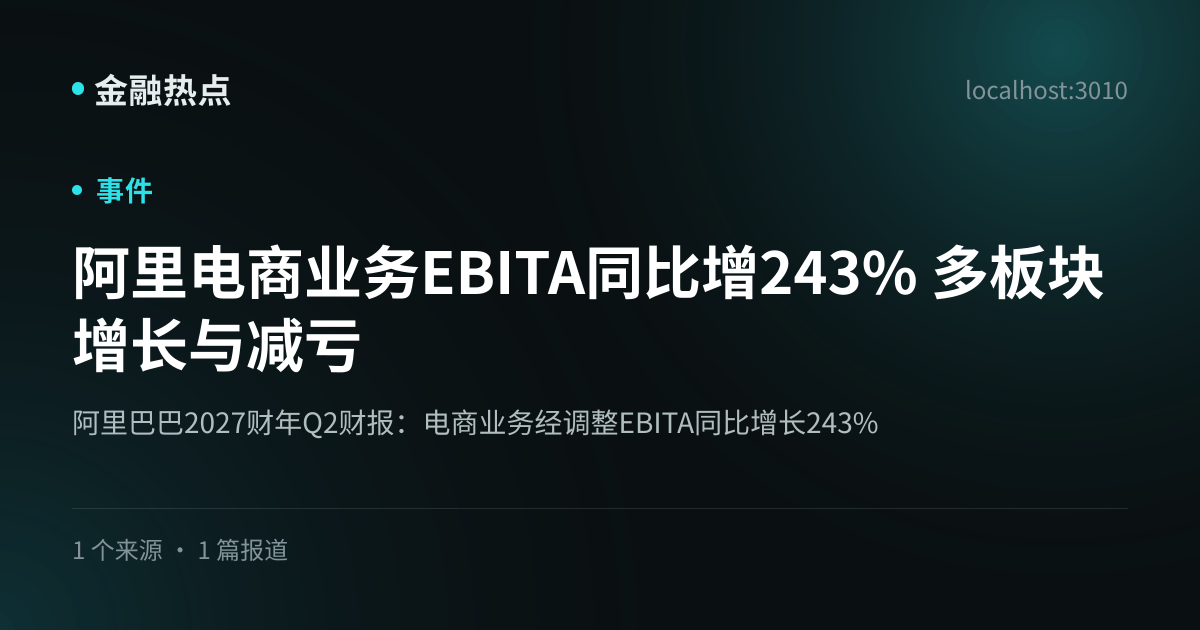 金融热点
localhost:3010
事件
阿里电商业务EBITA同比增243% 多板块
增长与减亏
阿里巴巴2027财年Q2财报：电商业务经调整EBITA同比增长243%
1 个来源 · 1 篇报道